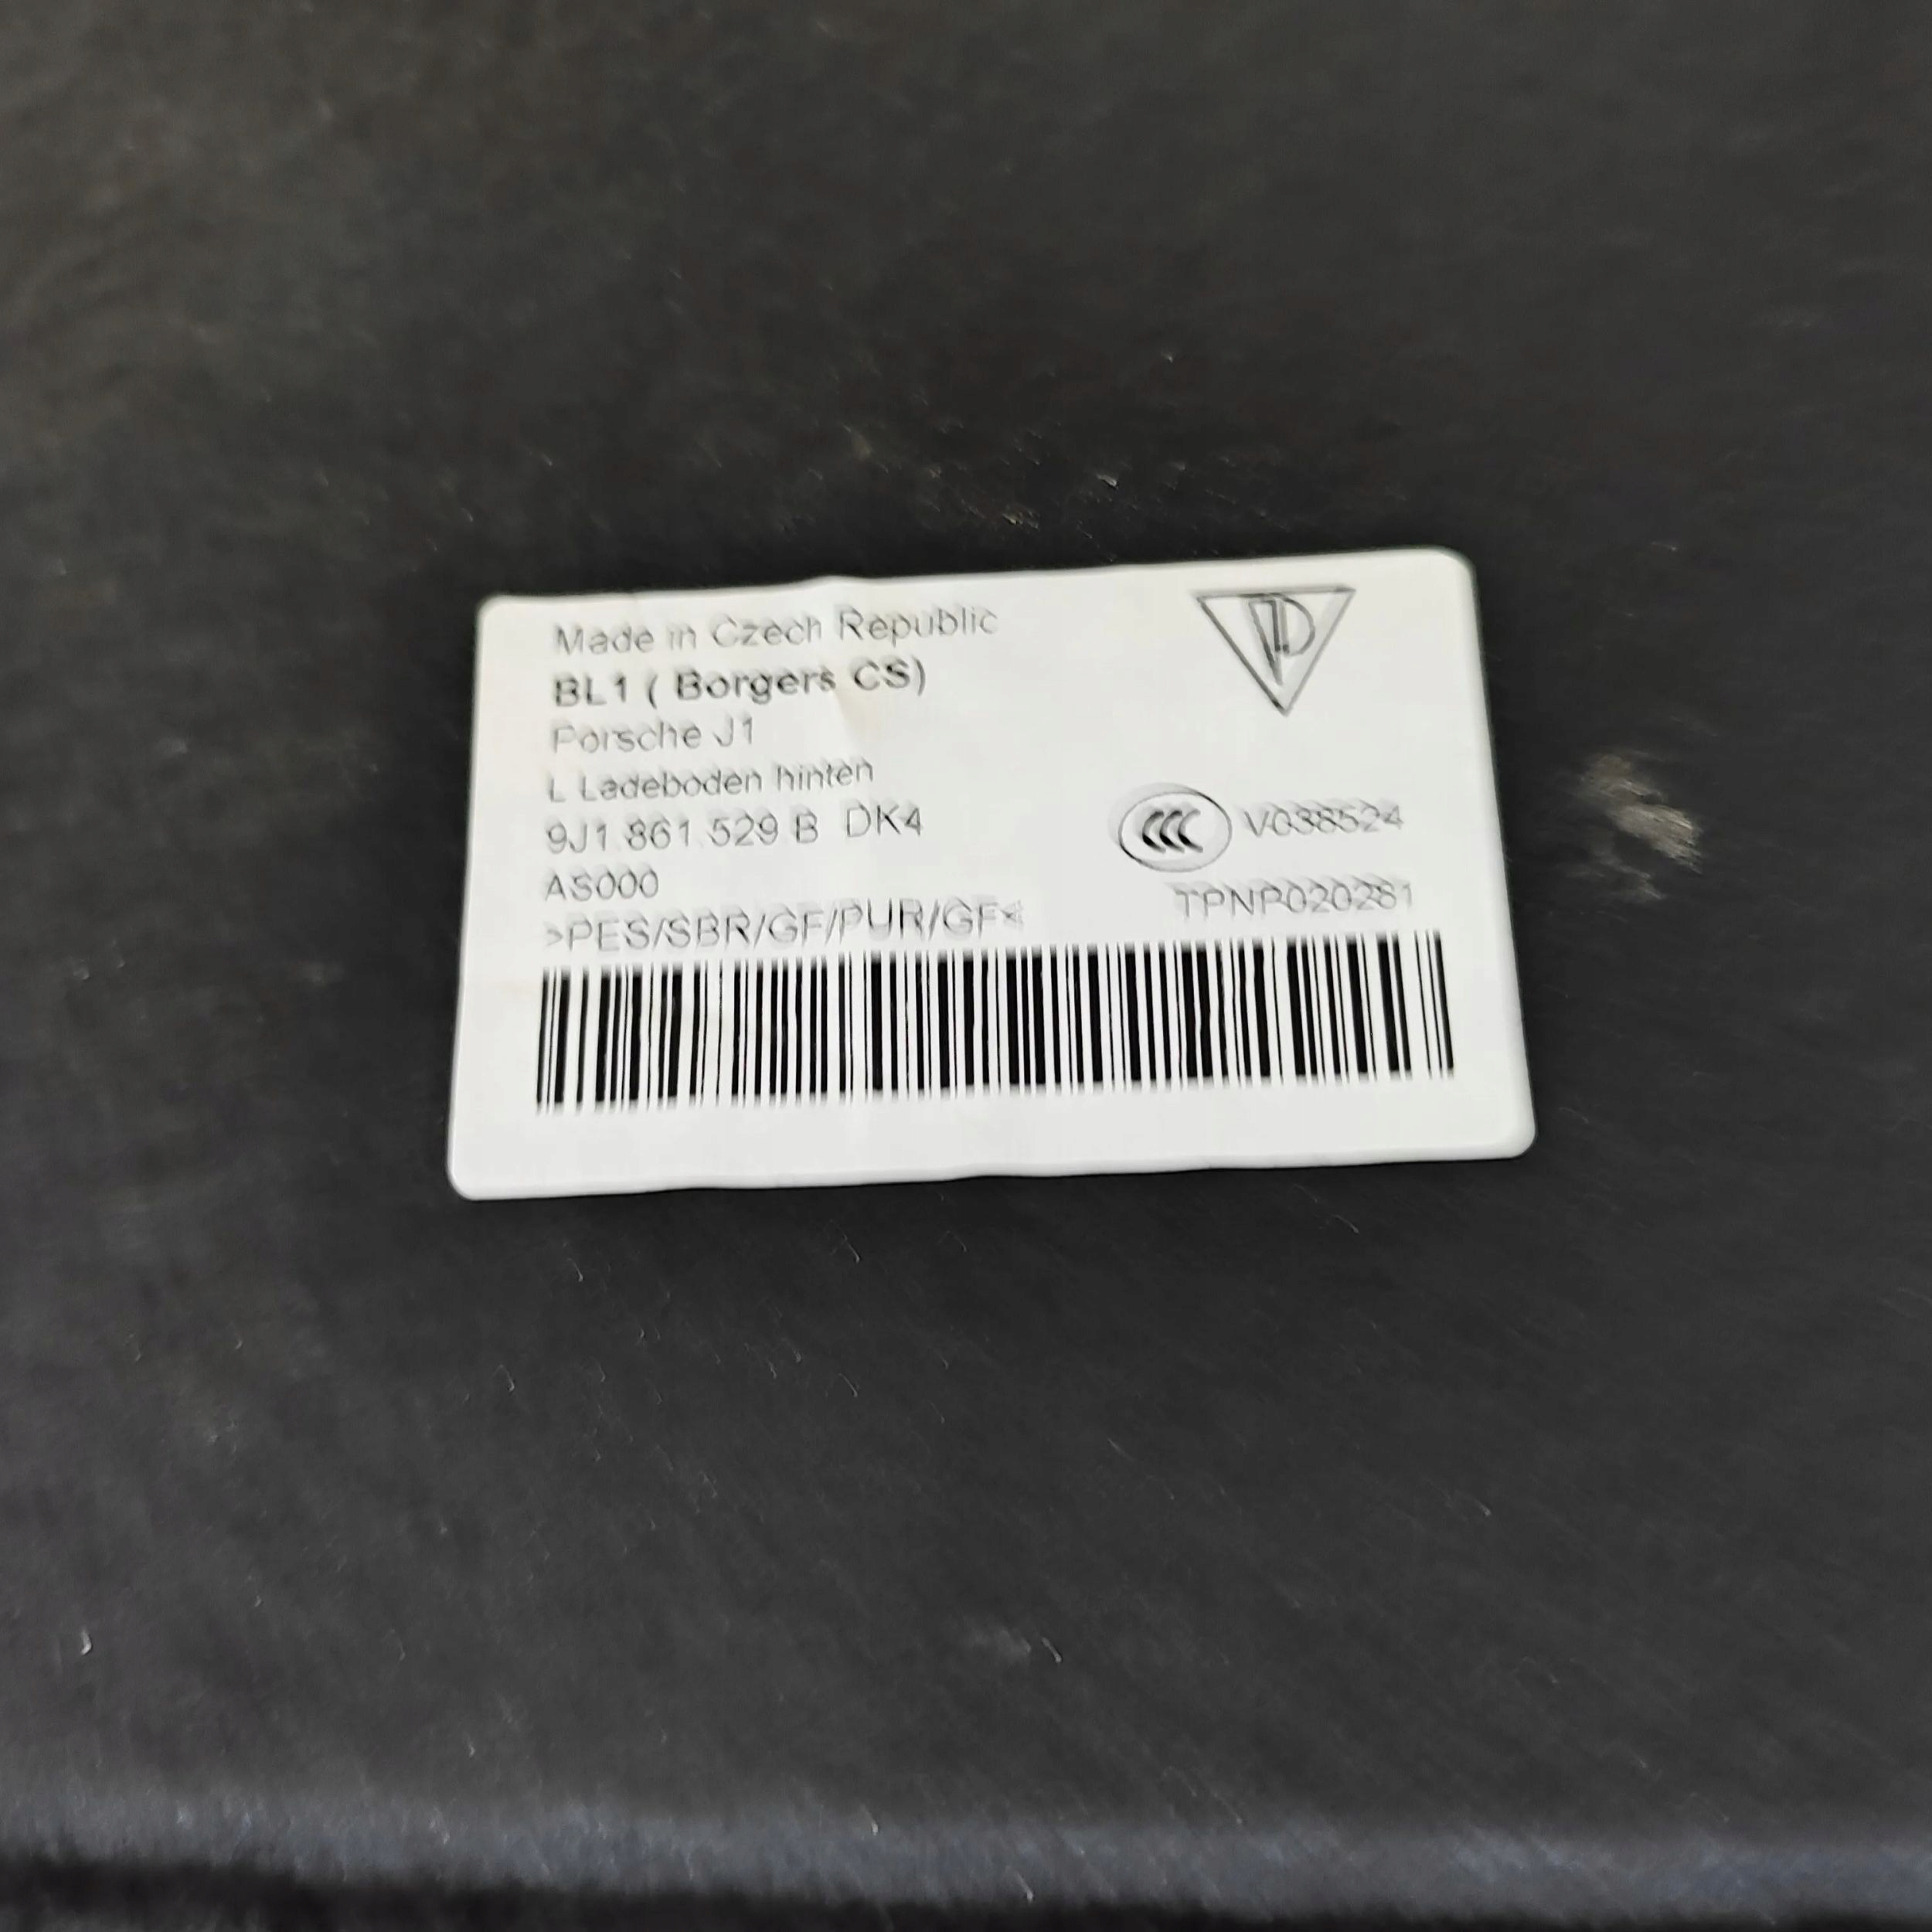 Made in Czech Republic
BL1 ( Borgers CS)
Porsche J1
L Ladeboden hinten
9J1.861.529 B DK4
AS000
>PES/SBR/GF/PUR/GF<
V038524
TPNP020281